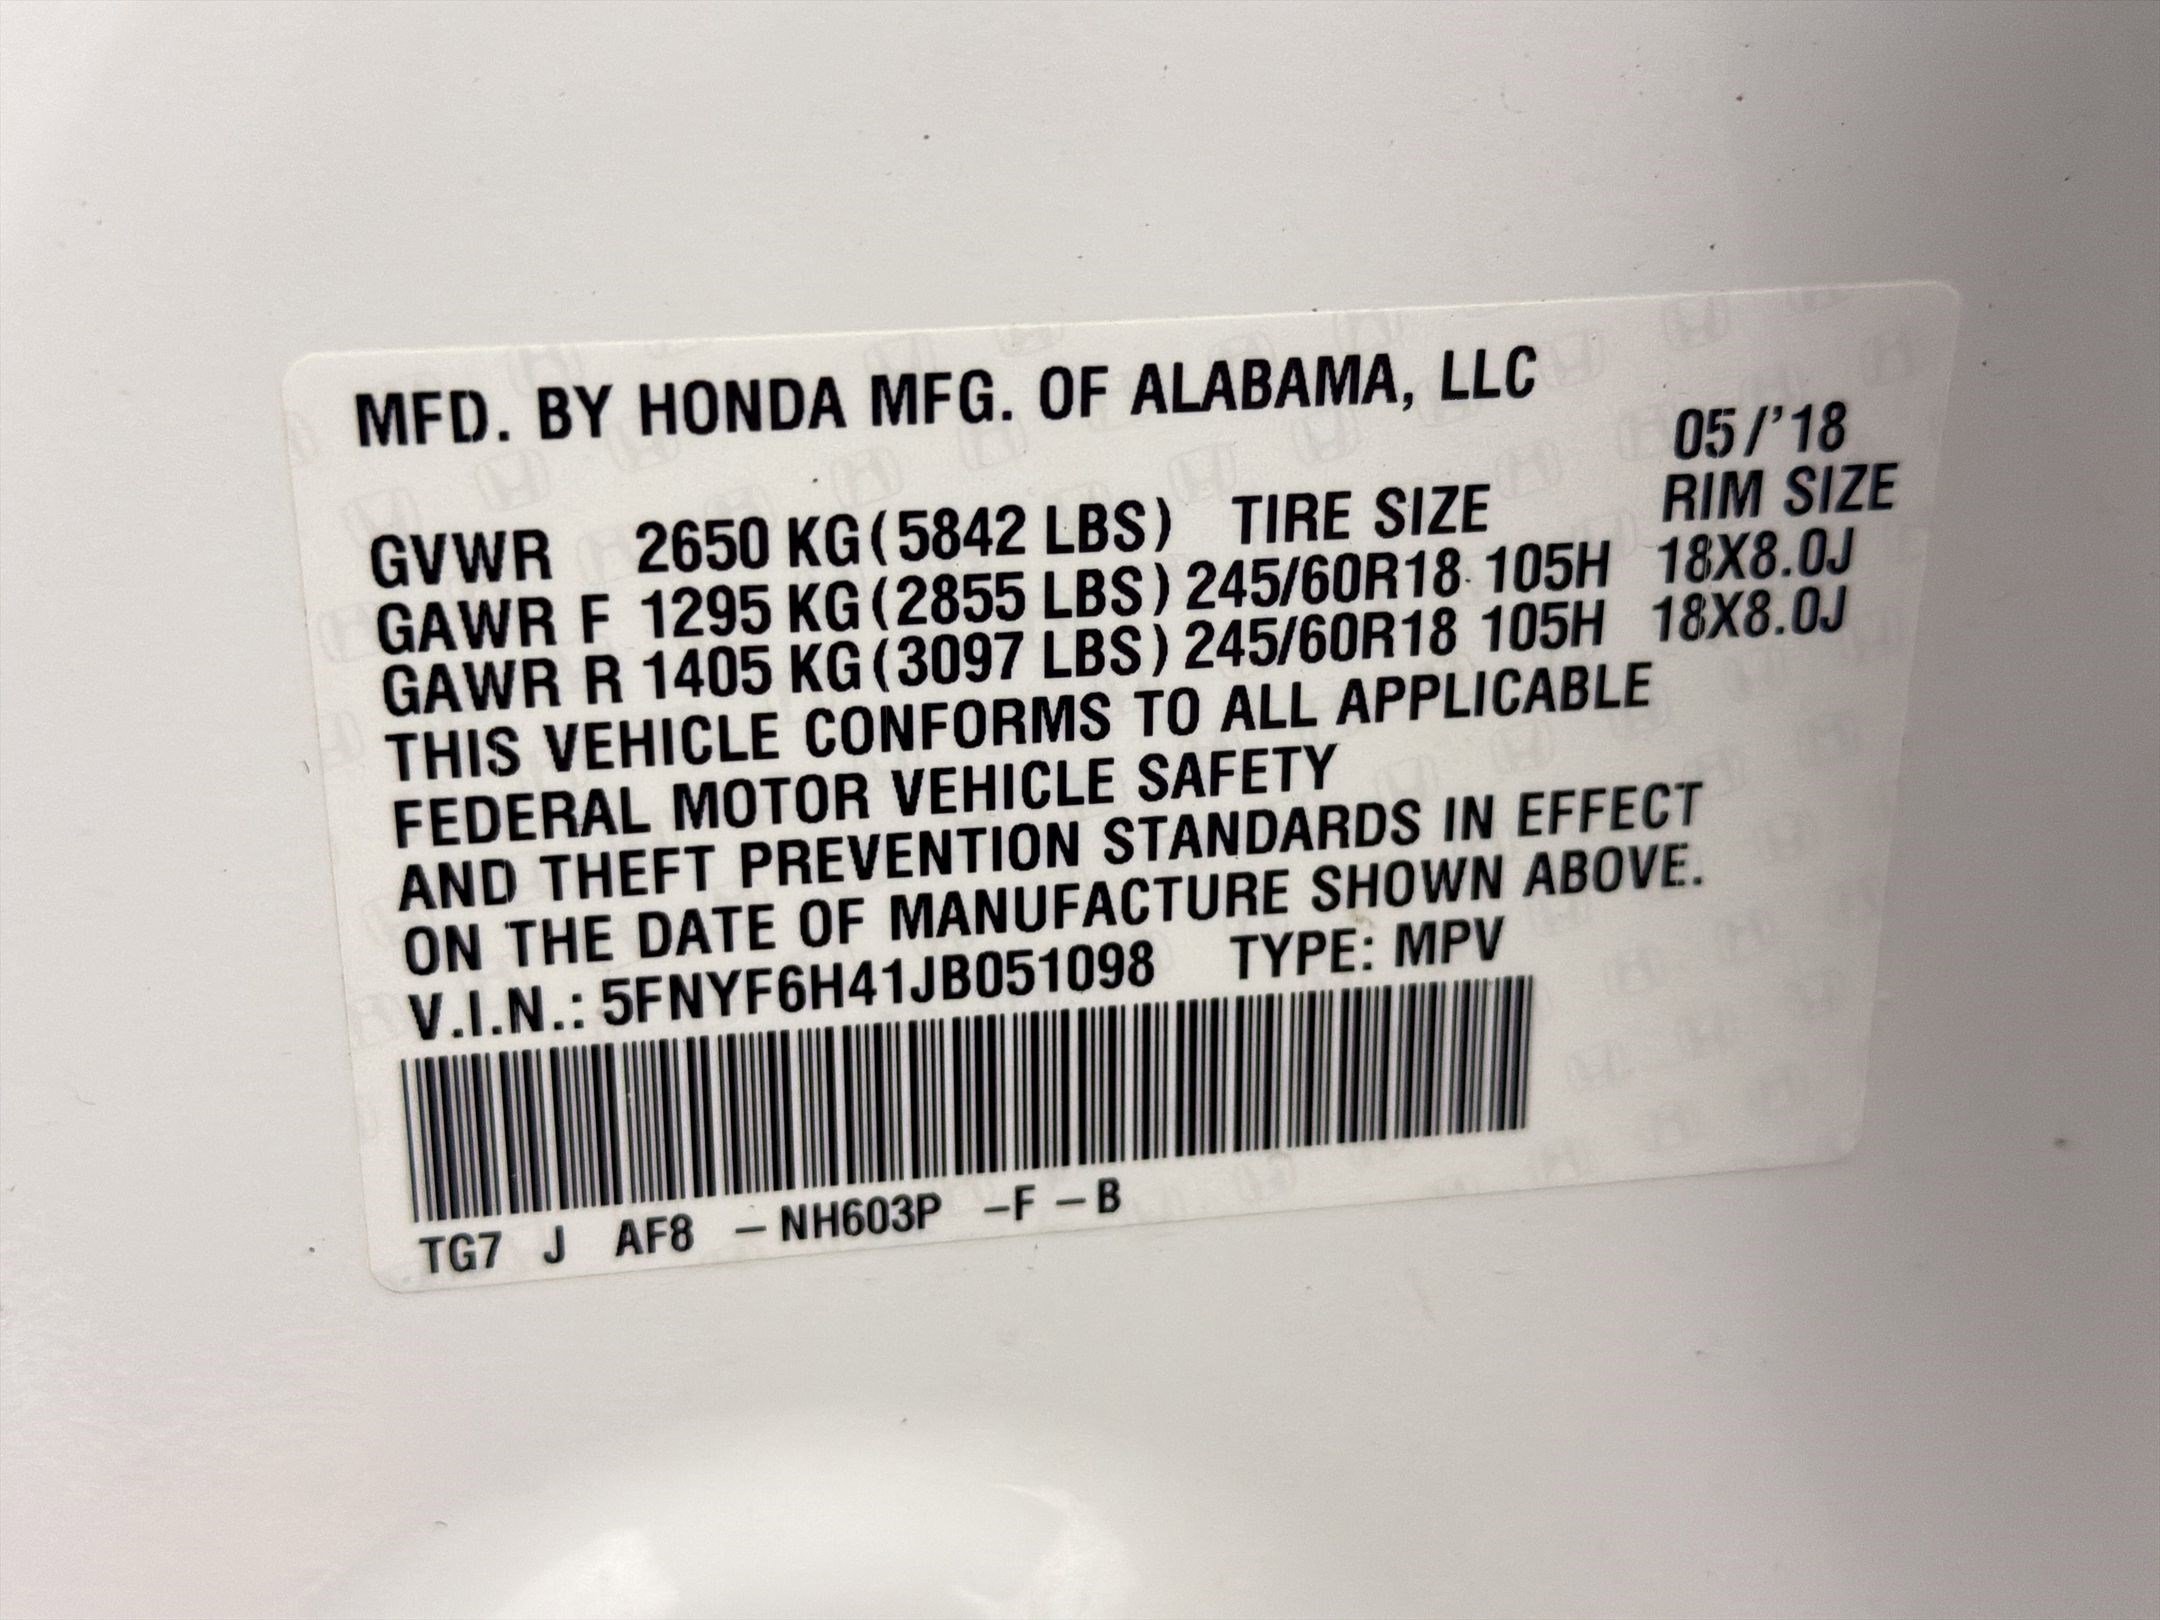 MFD. BY HONDA MFG. OF ALABAMA, LLC
05/'18
GVWR 2650 KG(5842 LBS) TIRE SIZE RIM SIZE
GAWR F 1295 KG(2855 LBS) 245/60R18 105H 18X8.0J
GAWR R 1405 KG(3097 LBS) 245/60R18 105H 18X8.0J
THIS VEHICLE CONFORMS TO ALL APPLICABLE
FEDERAL MOTOR VEHICLE SAFETY
AND THEFT PREVENTION STANDARDS IN EFFECT
ON THE DATE OF MANUFACTURE SHOWN ABOVE.
V.I.N.: 5FNYF6H41JB051098 TYPE: MPV
TG7 J AF8 – NH603P –F – B